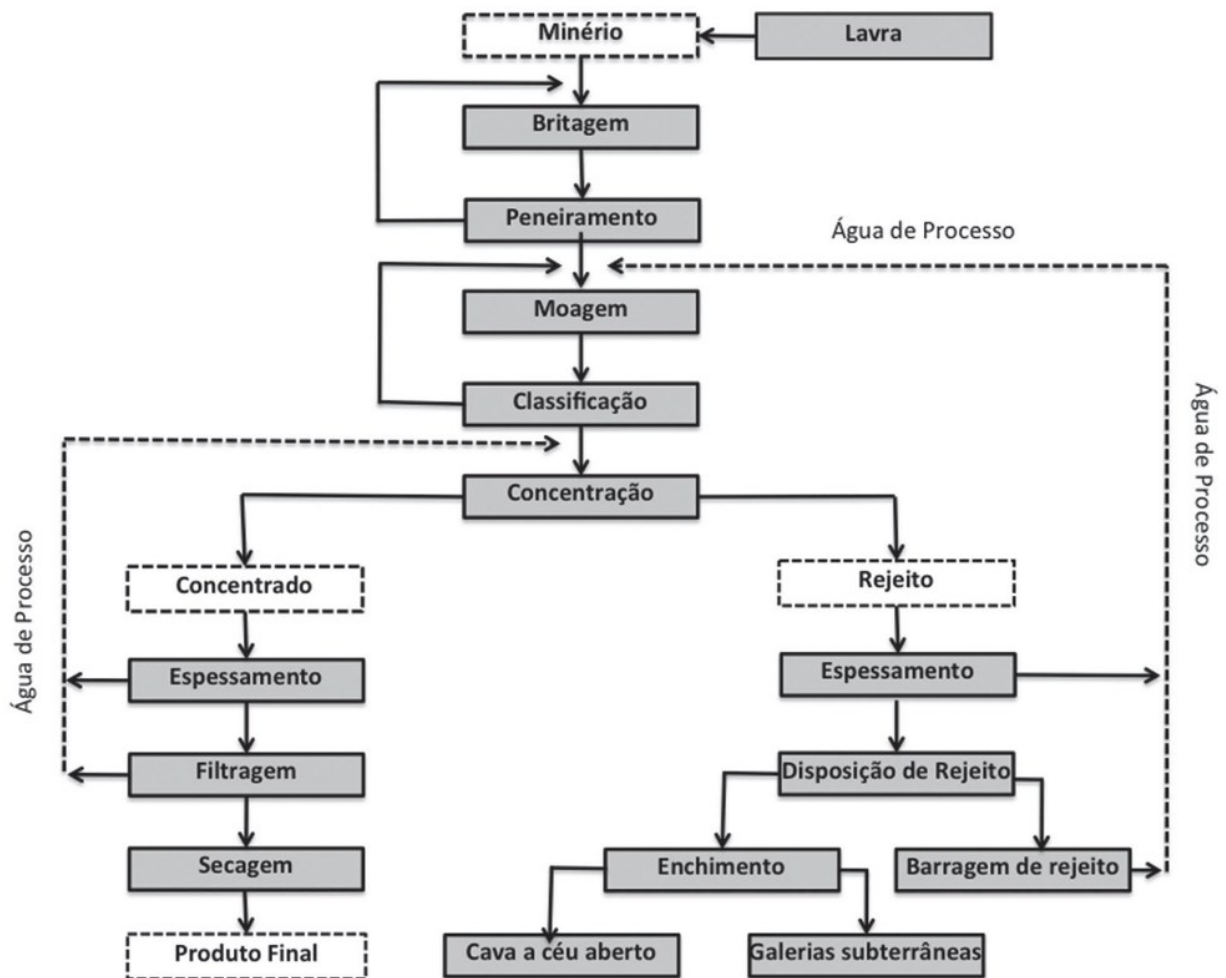 Minério
Lavra
Britagem
Peneiramento
Água de Processo
Moagem
Classificação
Água de Processo
Concentração
Água de Processo
Concentrado
Rejeito
Espessamento
Espessamento
Filtragem
Disposição de Rejeito
Secagem
Enchimento
Barragem de rejeito
Produto Final
Cava a céu aberto
Galerias subterrâneas